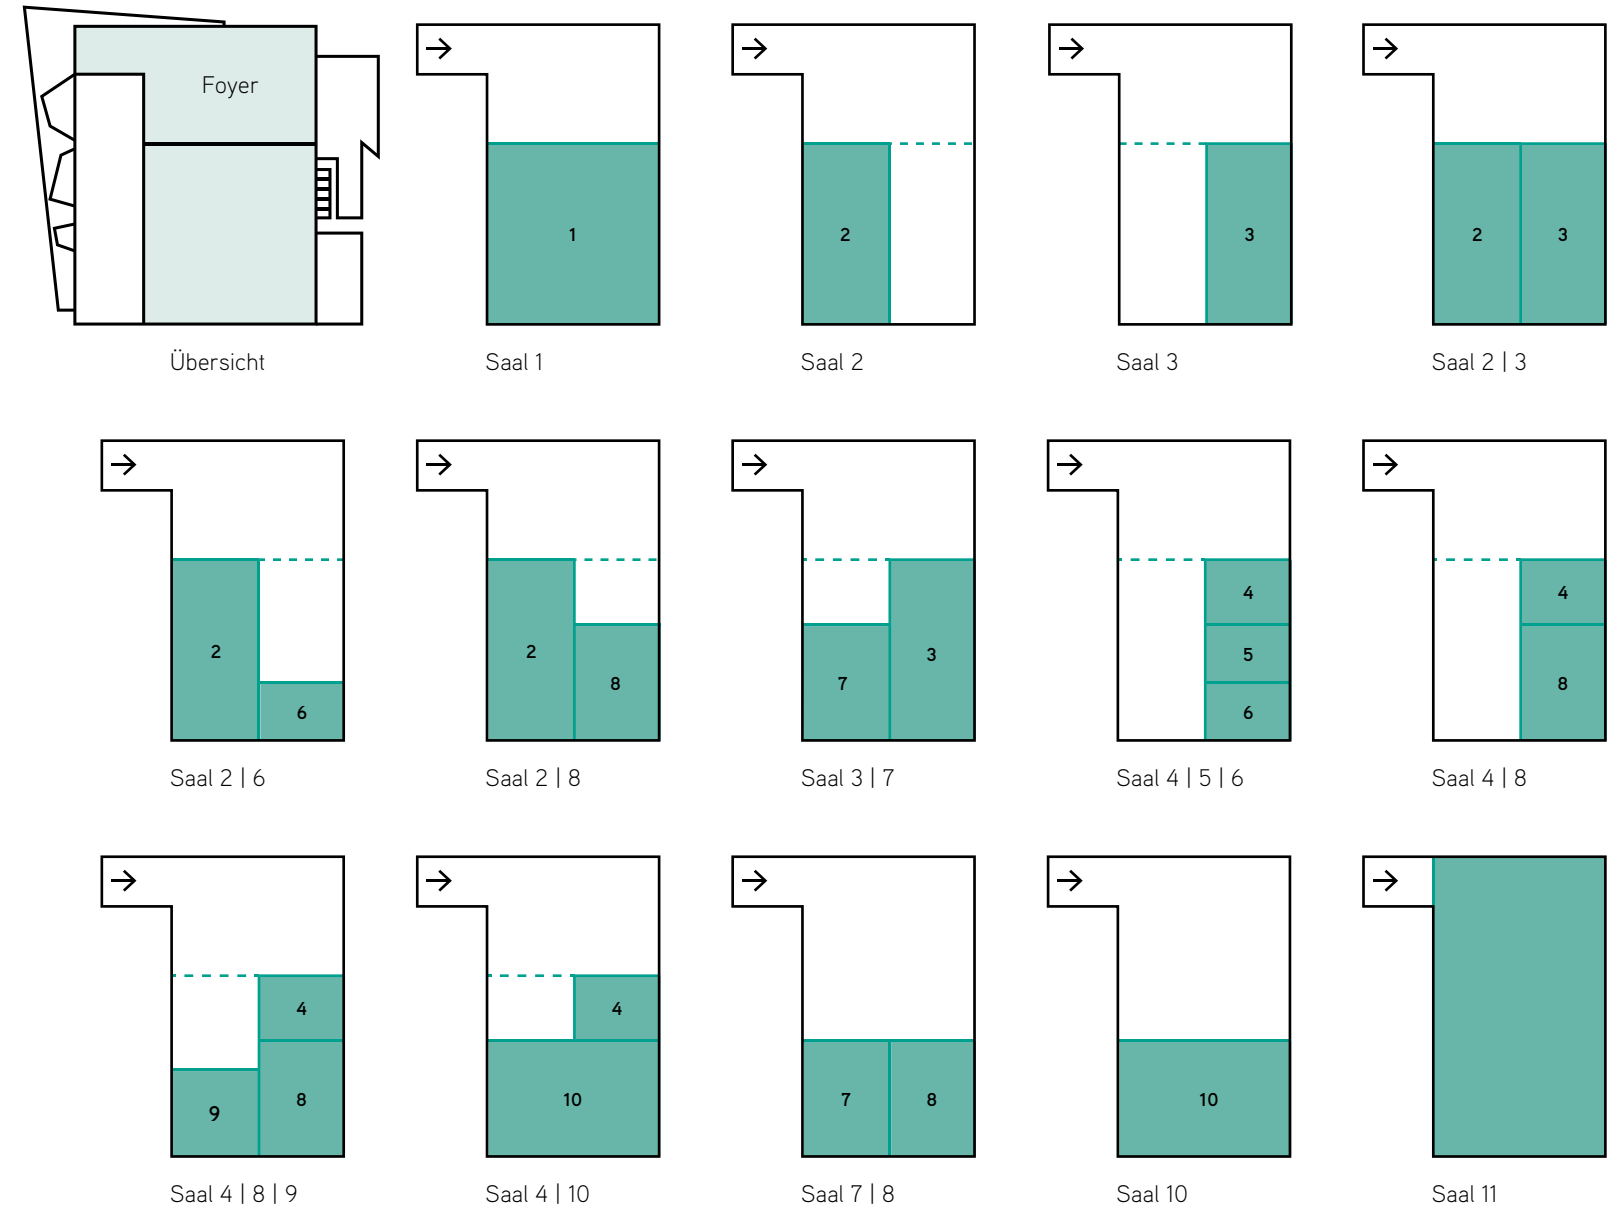 Foyer
Übersicht
1
Saal 1
2
Saal 2
3
Saal 3
2 3
Saal 2 | 3
2
6
Saal 2 | 6
2
8
Saal 2 | 8
3
7
Saal 3 | 7
4
5
6
Saal 4 | 5 | 6
4
8
Saal 4 | 8
4
8
9
Saal 4 | 8 | 9
4
10
Saal 4 | 10
7 8
Saal 7 | 8
10
Saal 10
Saal 11